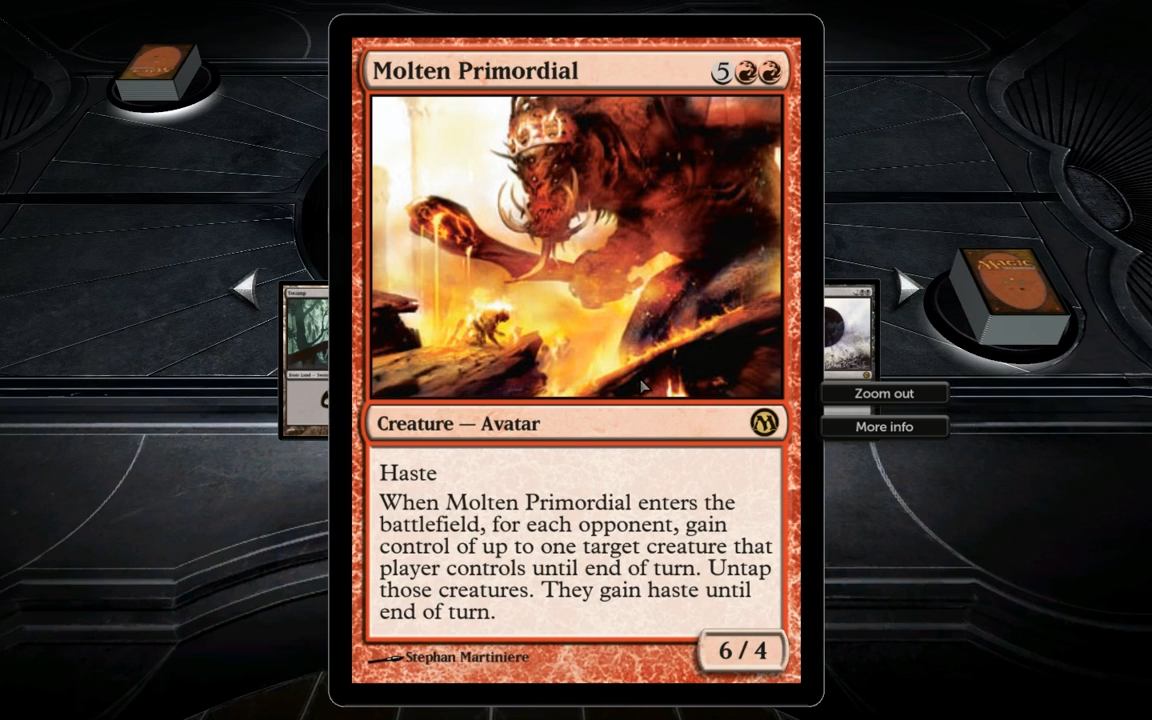 Molten Primordial
5
Creature — Avatar
Haste
When Molten Primordial enters the
battlefield, for each opponent, gain
control of up to one target creature that
player controls until end of turn. Untap
those creatures. They gain haste until
end of turn.
Stephan Martiniere
6 / 4
Swamp
Magic
Zoom out
More info